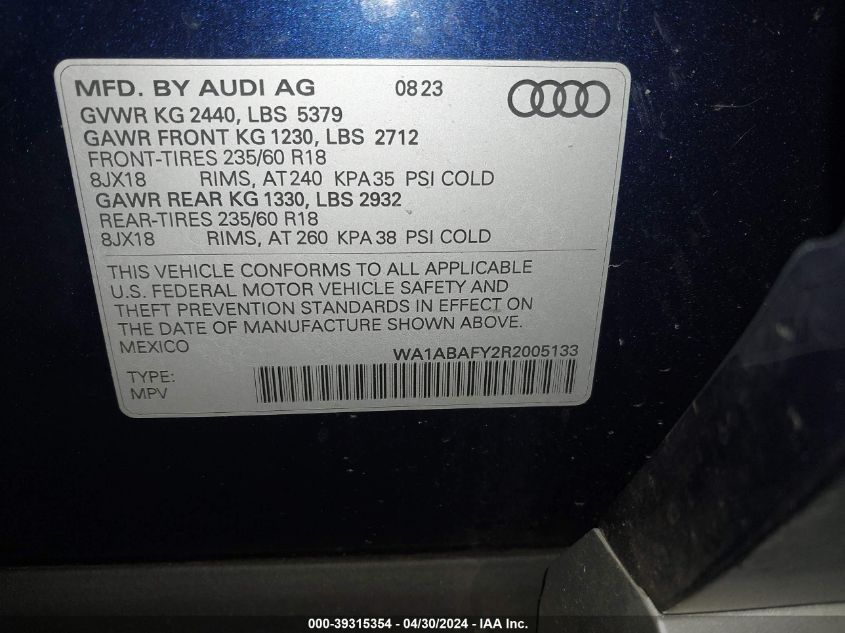 MFD. BY AUDI AG 0823
GVWR KG 2440, LBS 5379
GAWR FRONT KG 1230, LBS 2712
FRONT-TIRES 235/60 R18
8JX18 RIMS, AT 240 KPA 35 PSI COLD
GAWR REAR KG 1330, LBS 2932
REAR-TIRES 235/60 R18
8JX18 RIMS, AT 260 KPA 38 PSI COLD
THIS VEHICLE CONFORMS TO ALL APPLICABLE
U.S. FEDERAL MOTOR VEHICLE SAFETY AND
THEFT PREVENTION STANDARDS IN EFFECT ON
THE DATE OF MANUFACTURE SHOWN ABOVE.
MEXICO WA1ABAFY2R2005133
TYPE:
MPV
000-39315354 - 04/30/2024 - IAA Inc.